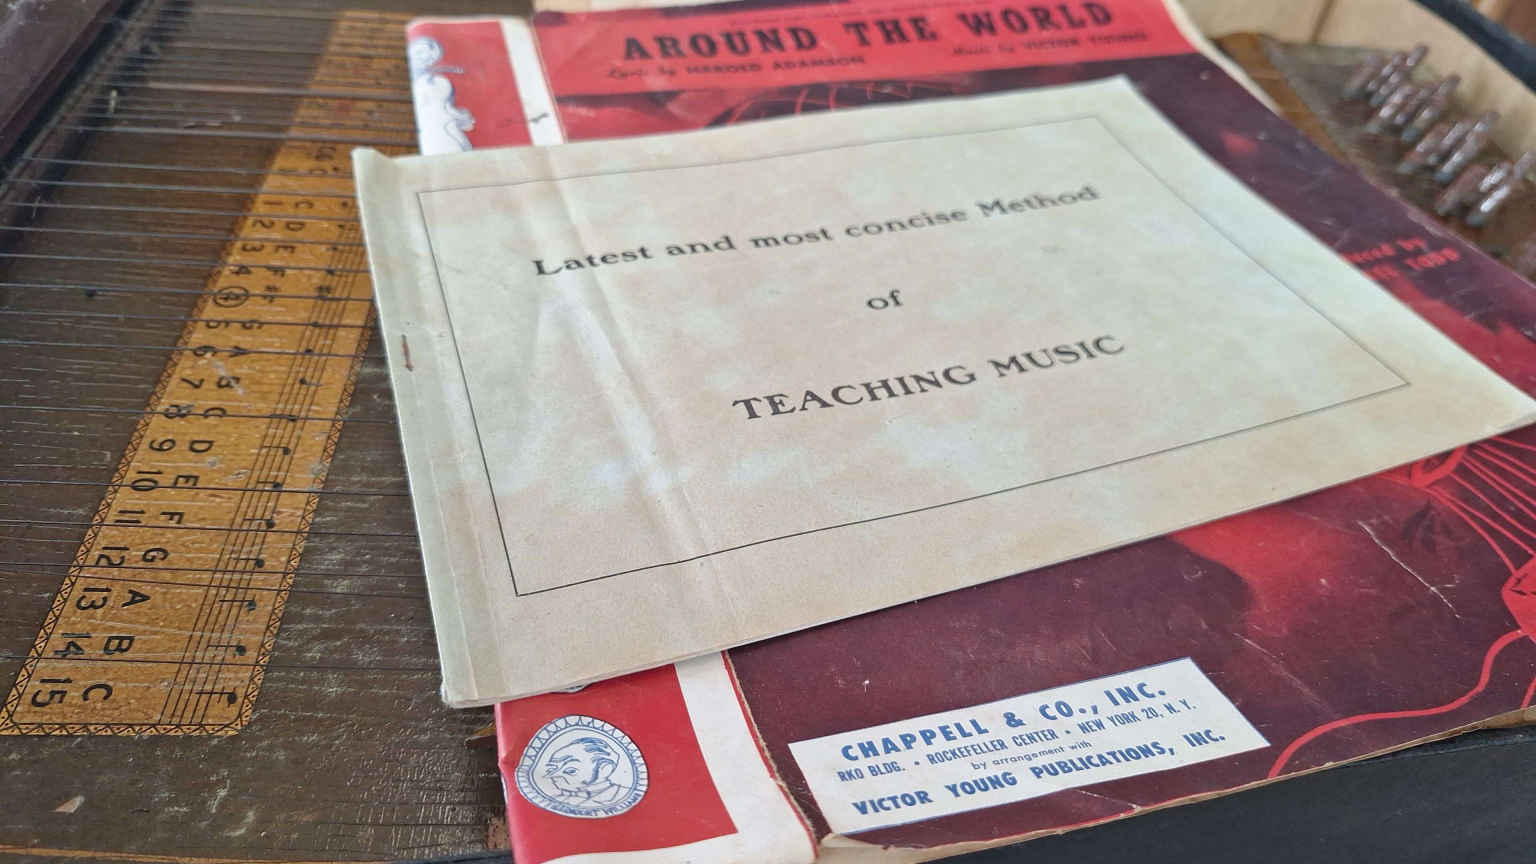 AROUND THE WORLD
Lyric by HAROLD ADAMSON
Music by VICTOR YOUNG
Latest and most concise Method
of
TEACHING MUSIC
CHAPPELL & CO., INC.
RKO BLDG. • ROCKEFELLER CENTER • NEW YORK 20, N. Y.
by arrangement with
VICTOR YOUNG PUBLICATIONS, INC.
1 C
2 D
3 E
4 F
4 F#
5 G
6 A
7 B
8 C
9 D
10 E
11 F
12 G
13 A
14 B
15 C